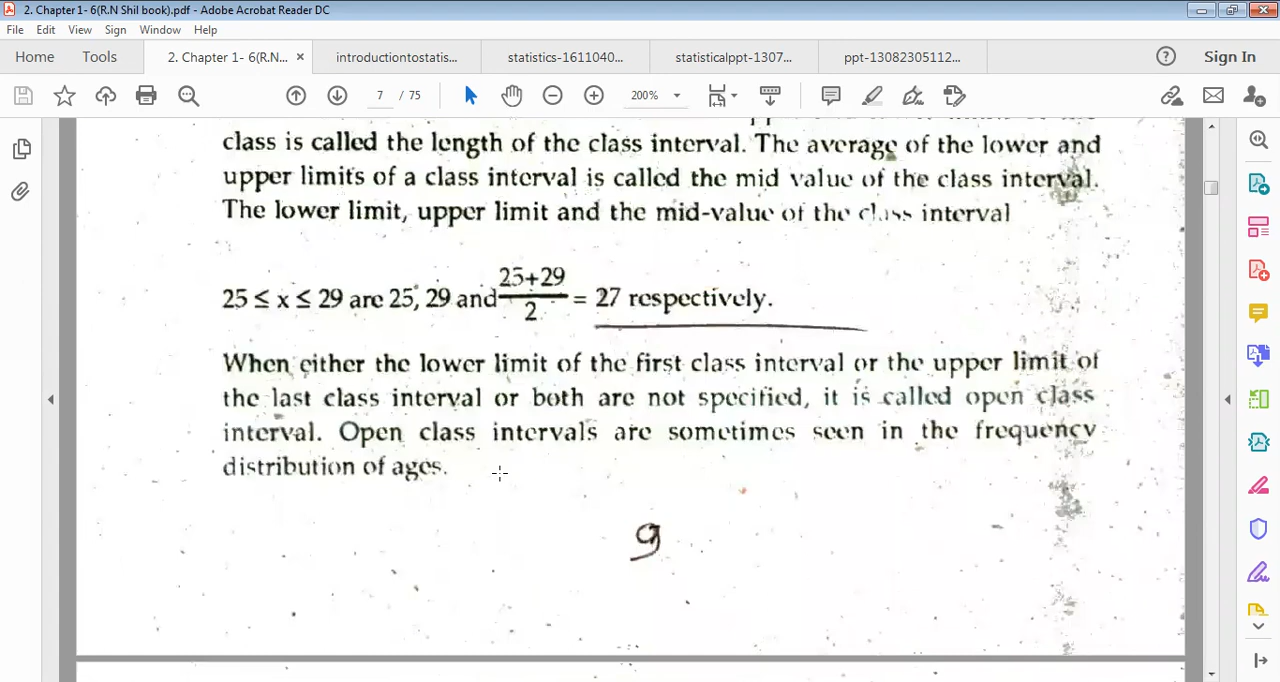 2. Chapter 1- 6(R.N Shil book).pdf - Adobe Acrobat Reader DC
File Edit View Sign Window Help
Home Tools 2. Chapter 1- 6(R.N... × introductiontostatis... statistics-1611040... statisticalppt-1307... ppt-13082305112... Sign In
7 / 75 200%
class is called the length of the class interval. The average of the lower and
upper limits of a class interval is called the mid value of the class interval.
The lower limit, upper limit and the mid-value of the class interval
25 ≤ x ≤ 29 are 25, 29 and 25+29/2 = 27 respectively.
When either the lower limit of the first class interval or the upper limit of
the last class interval or both are not specified, it is called open class
interval. Open class intervals are sometimes seen in the frequency
distribution of ages.
9